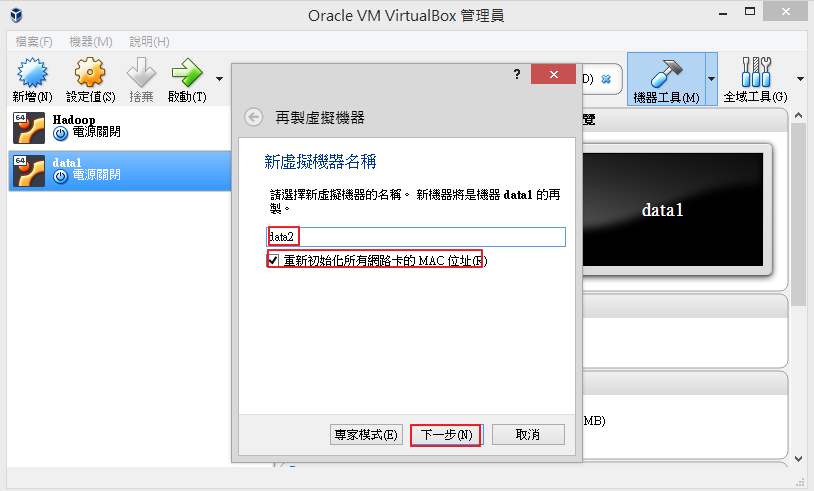 Oracle VM VirtualBox 管理員
檔案(F) 機器(M) 說明(H)
新增(N) 設定值(S) 捨棄 啟動(T)
D)
機器工具(M) 全域工具(G)
64 Hadoop
電源關閉
64 data1
電源關閉
?
再製虛擬機器
新虛擬機器名稱
請選擇新虛擬機器的名稱。 新機器將是機器 data1 的再
製。
data2
重新初始化所有網路卡的 MAC 位址(R)
專家模式(E) 下一步(N) 取消
覽
data1
MB)